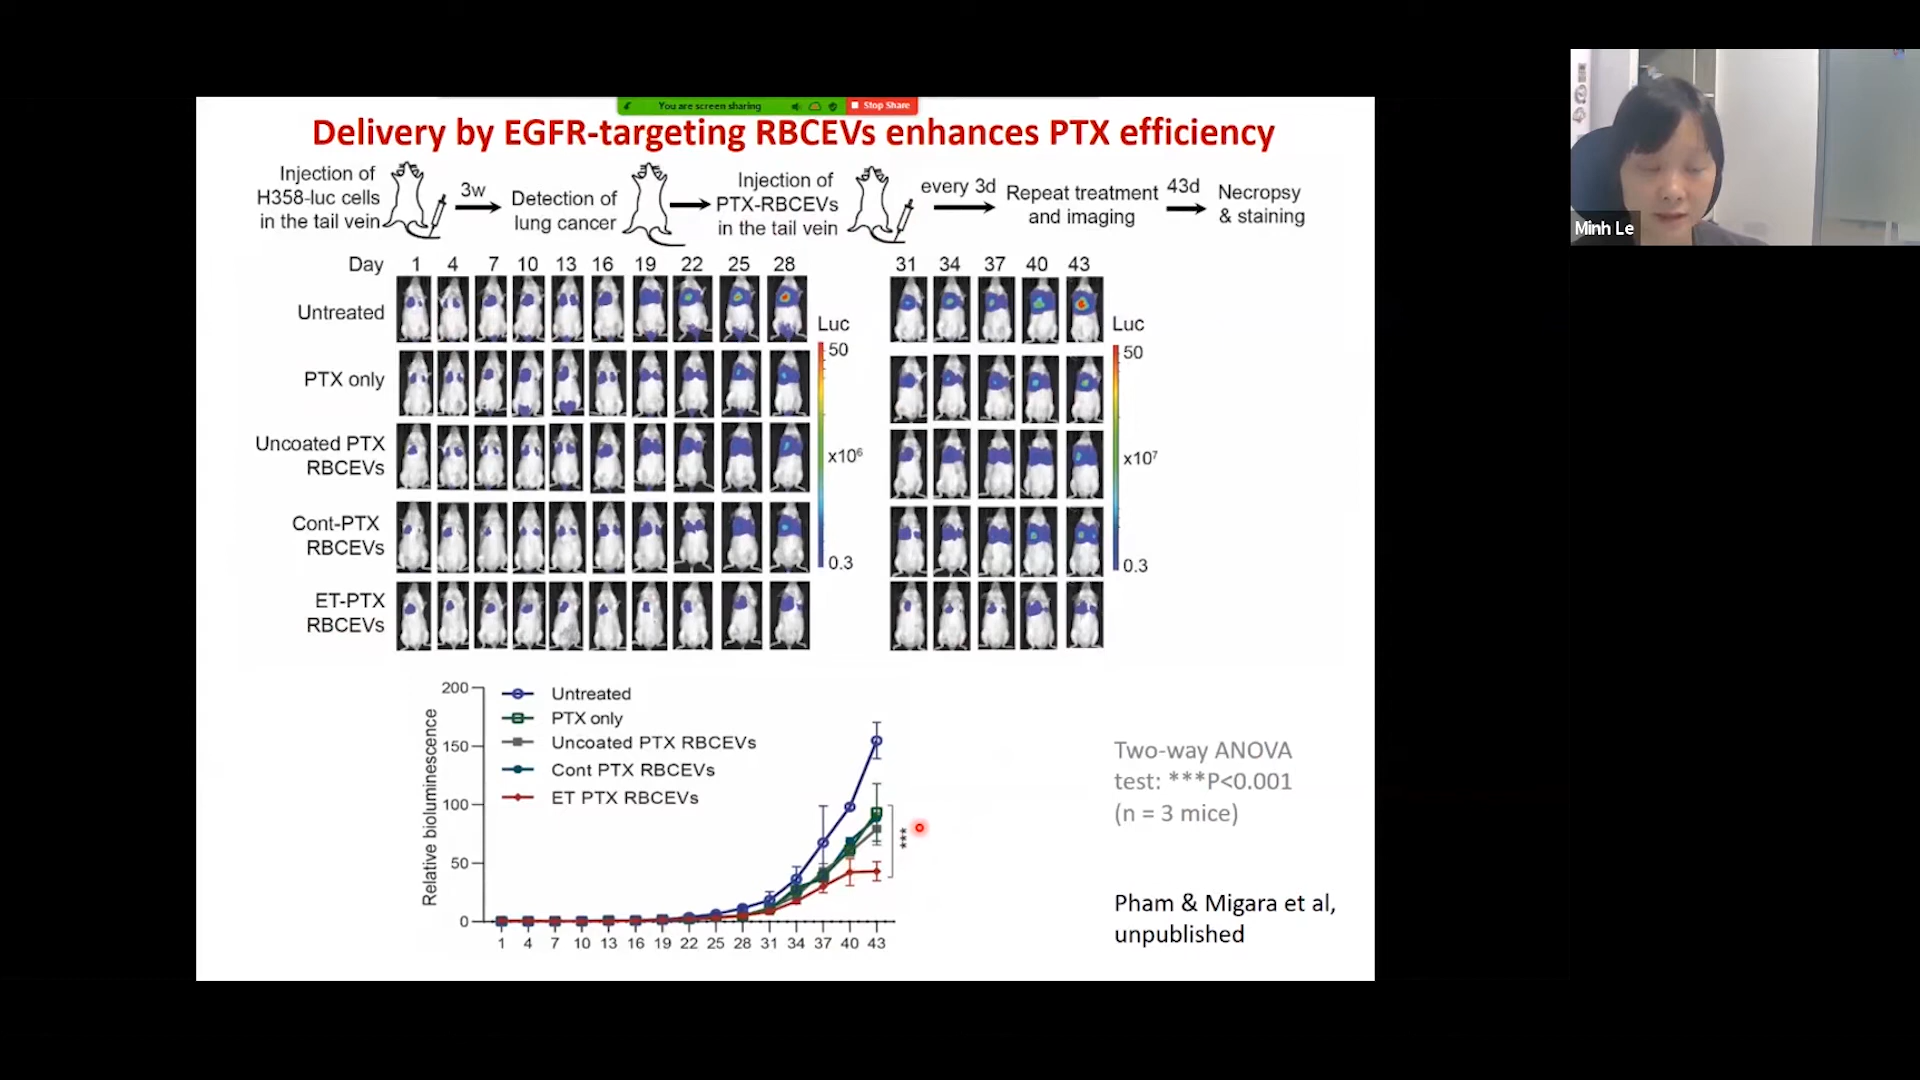 You are screen sharing
Stop Share
Delivery by EGFR-targeting RBCEVs enhances PTX efficiency
Injection of
H358-luc cells
in the tail vein
3w
Detection of
lung cancer
Injection of
PTX-RBCEVs
in the tail vein
every 3d
Repeat treatment
and imaging
43d
Necropsy
& staining
Minh Le
Day 1 4 7 10 13 16 19 22 25 28 31 34 37 40 43
Untreated
PTX only
Uncoated PTX
RBCEVs
Cont-PTX
RBCEVs
ET-PTX
RBCEVs
Luc
50
x10⁶
0.3
Luc
50
x10⁷
0.3
Relative bioluminescence
200
150
100
50
0
Untreated
PTX only
Uncoated PTX RBCEVs
Cont PTX RBCEVs
ET PTX RBCEVs
***
1 4 7 10 13 16 19 22 25 28 31 34 37 40 43
Two-way ANOVA
test: ***P<0.001
(n = 3 mice)
Pham & Migara et al,
unpublished